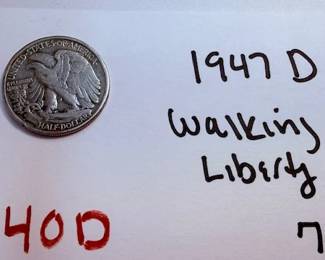 UNITED STATES OF AMERICA
HALF DOLLAR
1947 D
Walking
Liberty
40D
7